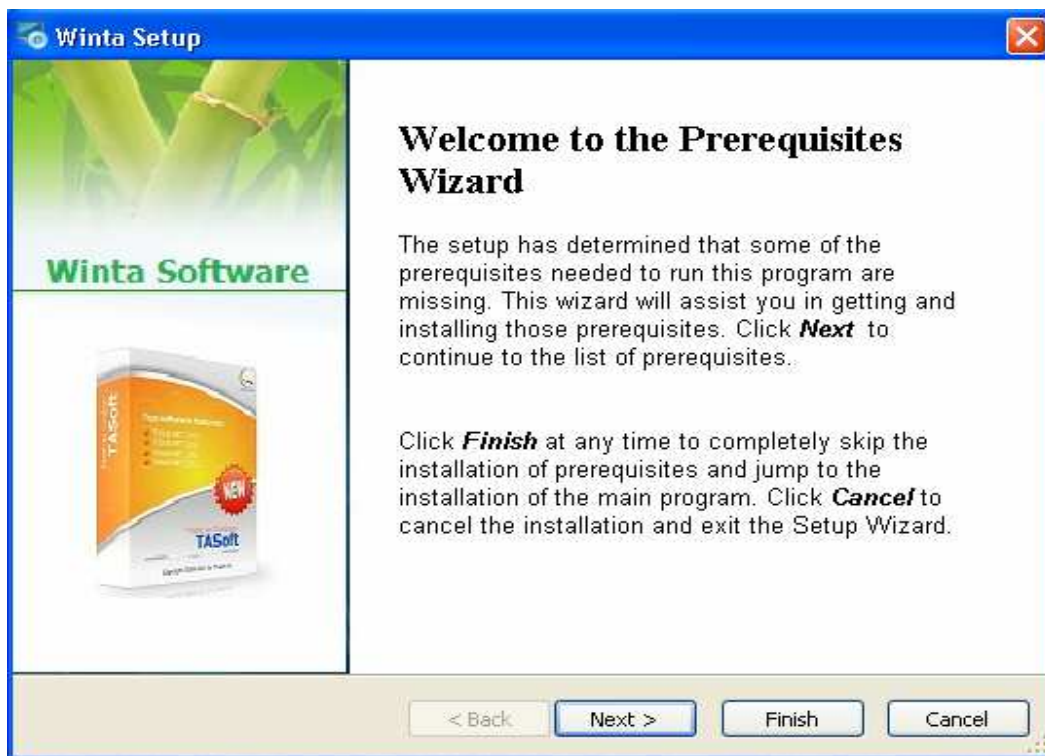 Winta Setup
Winta Software
TASoft
NEW
TASoft
Welcome to the Prerequisites
Wizard
The setup has determined that some of the
prerequisites needed to run this program are
missing. This wizard will assist you in getting and
installing those prerequisites. Click Next to
continue to the list of prerequisites.
Click Finish at any time to completely skip the
installation of prerequisites and jump to the
installation of the main program. Click Cancel to
cancel the installation and exit the Setup Wizard.
< Back Next > Finish Cancel